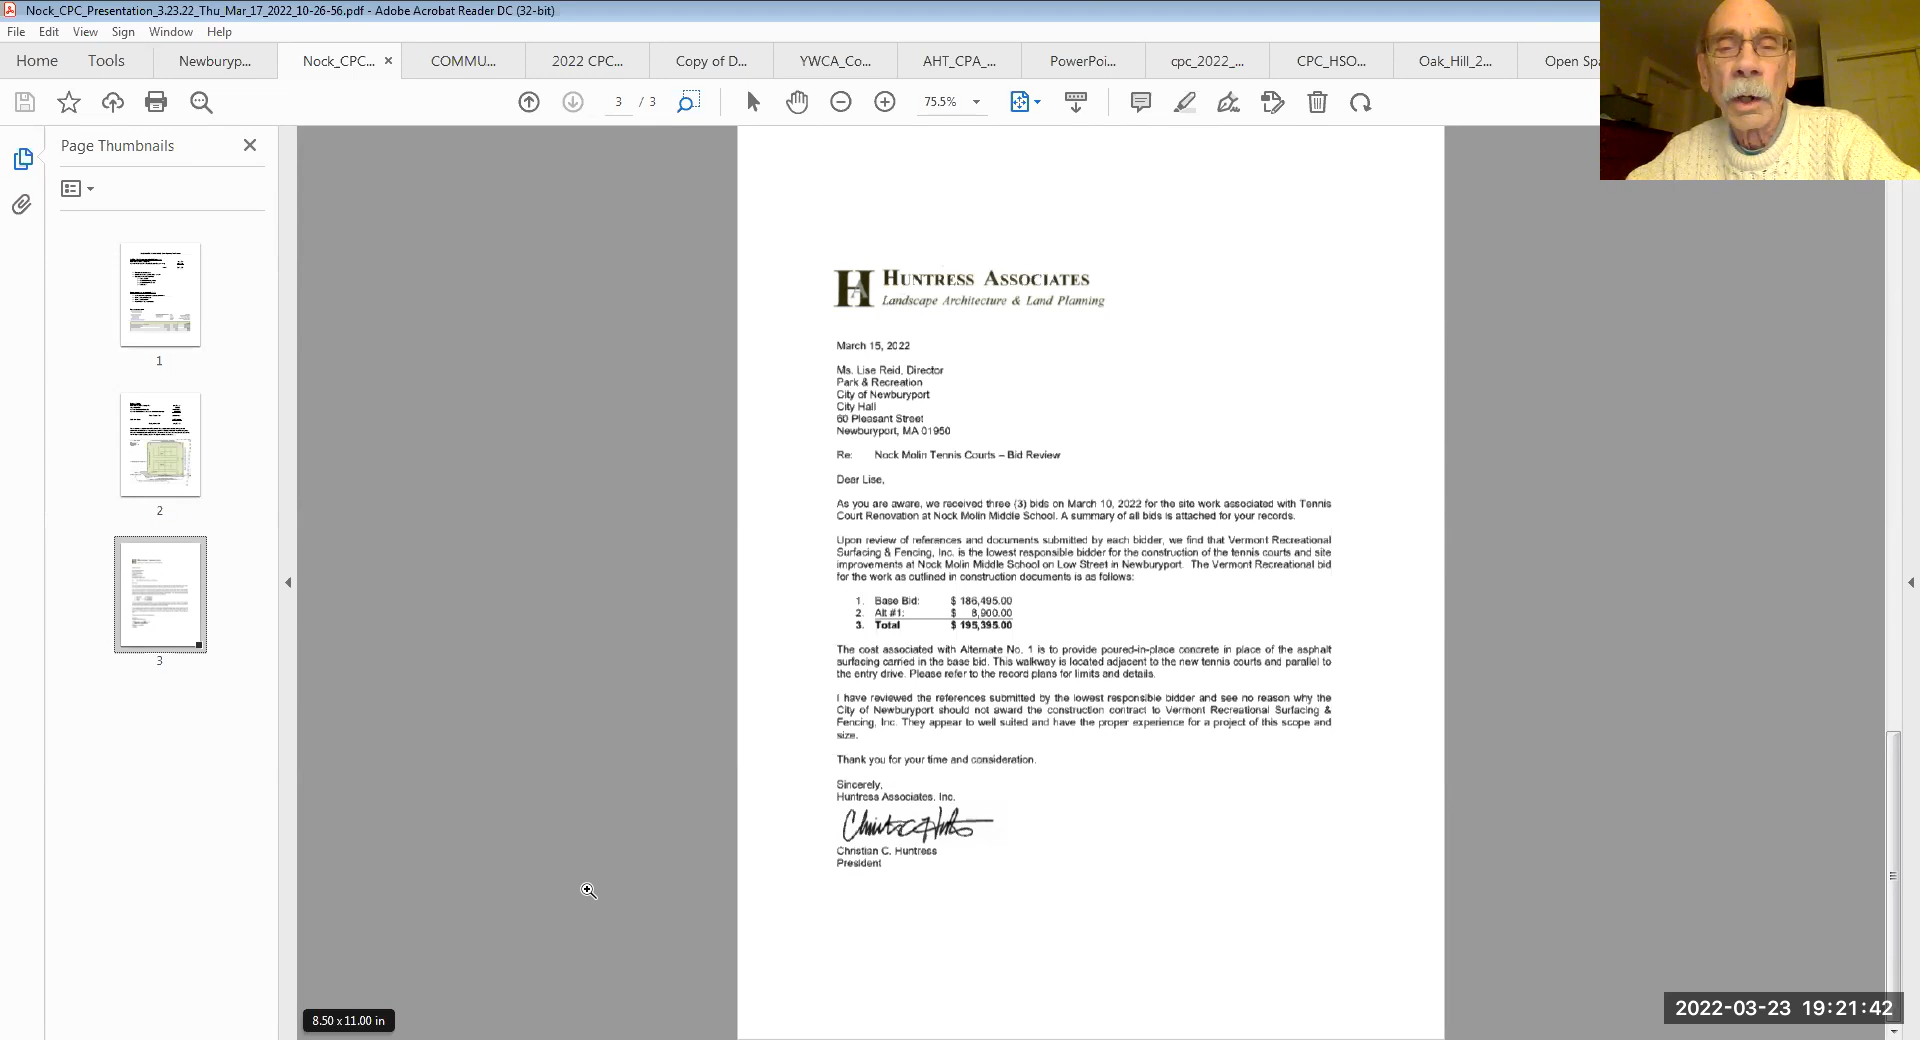 Nock_CPC_Presentation_3.23.22_Thu_Mar_17_2022_10-26-56.pdf - Adobe Acrobat Reader DC (32-bit)
File Edit View Sign Window Help
Home Tools Newburyp... Nock_CPC... COMMU... 2022 CPC... Copy of D... YWCA_Co... AHT_CPA_... PowerPoi... cpc_2022_... CPC_HSO... Oak_Hill_2... Open Spa
3 / 3 75.5%
Page Thumbnails
1
2
3
HUNTRESS ASSOCIATES
Landscape Architecture & Land Planning
March 15, 2022
Ms. Lise Reid, Director
Park & Recreation
City of Newburyport
City Hall
60 Pleasant Street
Newburyport, MA 01950
Re: Nock Molin Tennis Courts – Bid Review
Dear Lise,
As you are aware, we received three (3) bids on March 10, 2022 for the site work associated with Tennis
Court Renovation at Nock Molin Middle School. A summary of all bids is attached for your records.
Upon review of references and documents submitted by each bidder, we find that Vermont Recreational
Surfacing & Fencing, Inc. is the lowest responsible bidder for the construction of the tennis courts and site
improvements at Nock Molin Middle School on Low Street in Newburyport. The Vermont Recreational bid
for the work as outlined in construction documents is as follows:
1. Base Bid: $ 186,495.00
2. Alt #1: $ 8,900.00
3. Total $ 195,395.00
The cost associated with Alternate No. 1 is to provide poured-in-place concrete in place of the asphalt
surfacing carried in the base bid. This walkway is located adjacent to the new tennis courts and parallel to
the entry drive. Please refer to the record plans for limits and details.
I have reviewed the references submitted by the lowest responsible bidder and see no reason why the
City of Newburyport should not award the construction contract to Vermont Recreational Surfacing &
Fencing, Inc. They appear to well suited and have the proper experience for a project of this scope and
size.
Thank you for your time and consideration.
Sincerely,
Huntress Associates, Inc.
Christian C. Huntress
President
8.50 x 11.00 in
2022-03-23 19:21:42